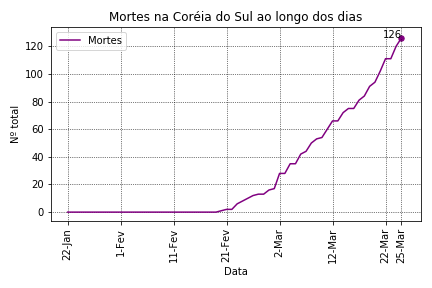 Mortes na Coréia do Sul ao longo dos dias
126
Mortes
Nº total
120
100
80
60
40
20
0
22-Jan
1-Fev
11-Fev
21-Fev
2-Mar
12-Mar
22-Mar
25-Mar
Data